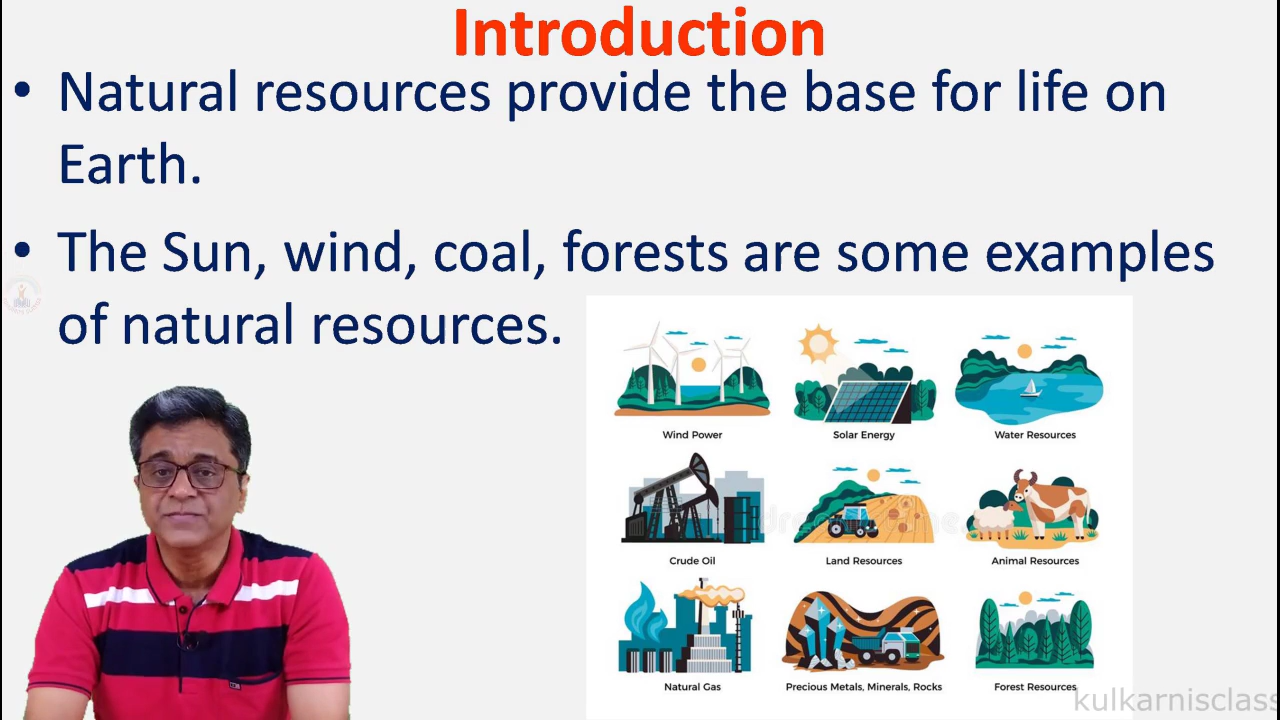 Introduction
• Natural resources provide the base for life on
Earth.
• The Sun, wind, coal, forests are some examples
of natural resources.
Wind Power
Solar Energy
Water Resources
Crude Oil
Land Resources
Animal Resources
Natural Gas
Precious Metals, Minerals, Rocks
Forest Resources
kulkarnisclass